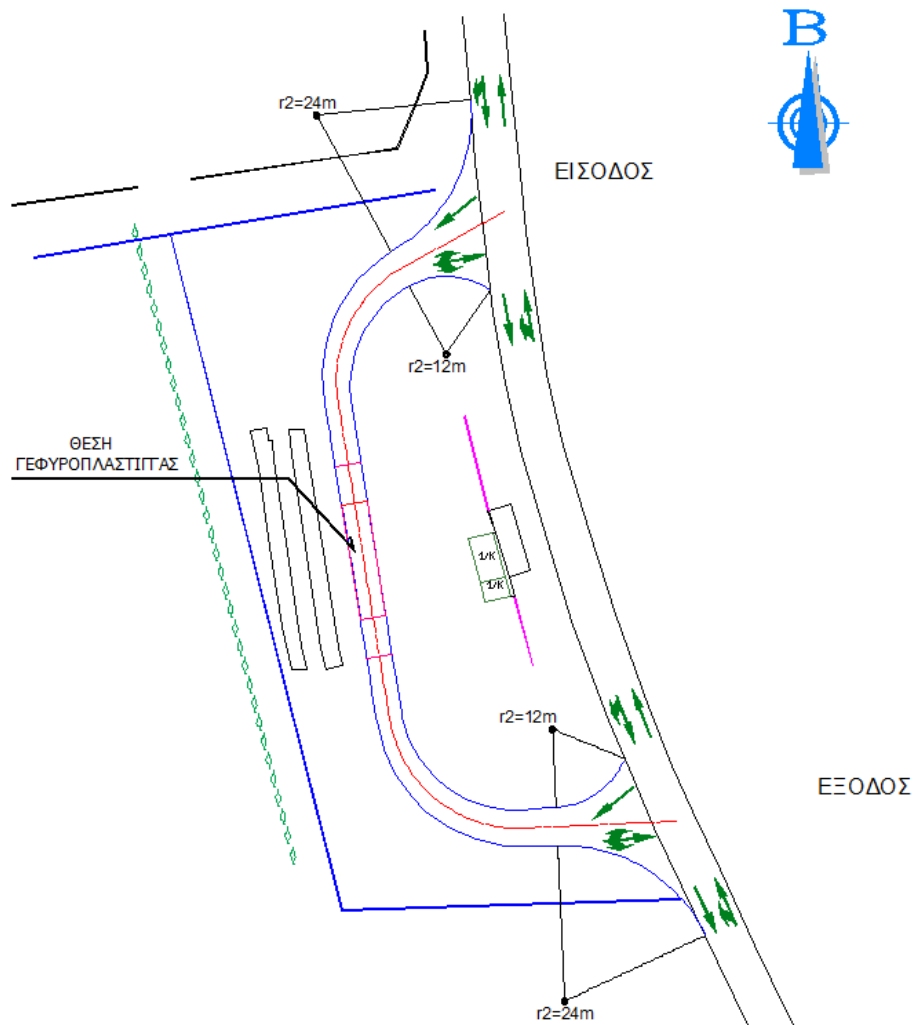 B
r2=24m
ΕΙΣΟΔΟΣ
r2=12m
ΘΕΣΗ
ΓΕΦΥΡΟΠΛΑΣΤΙΓΓΑΣ
1/K
1/K
r2=12m
ΕΞΟΔΟΣ
r2=24m